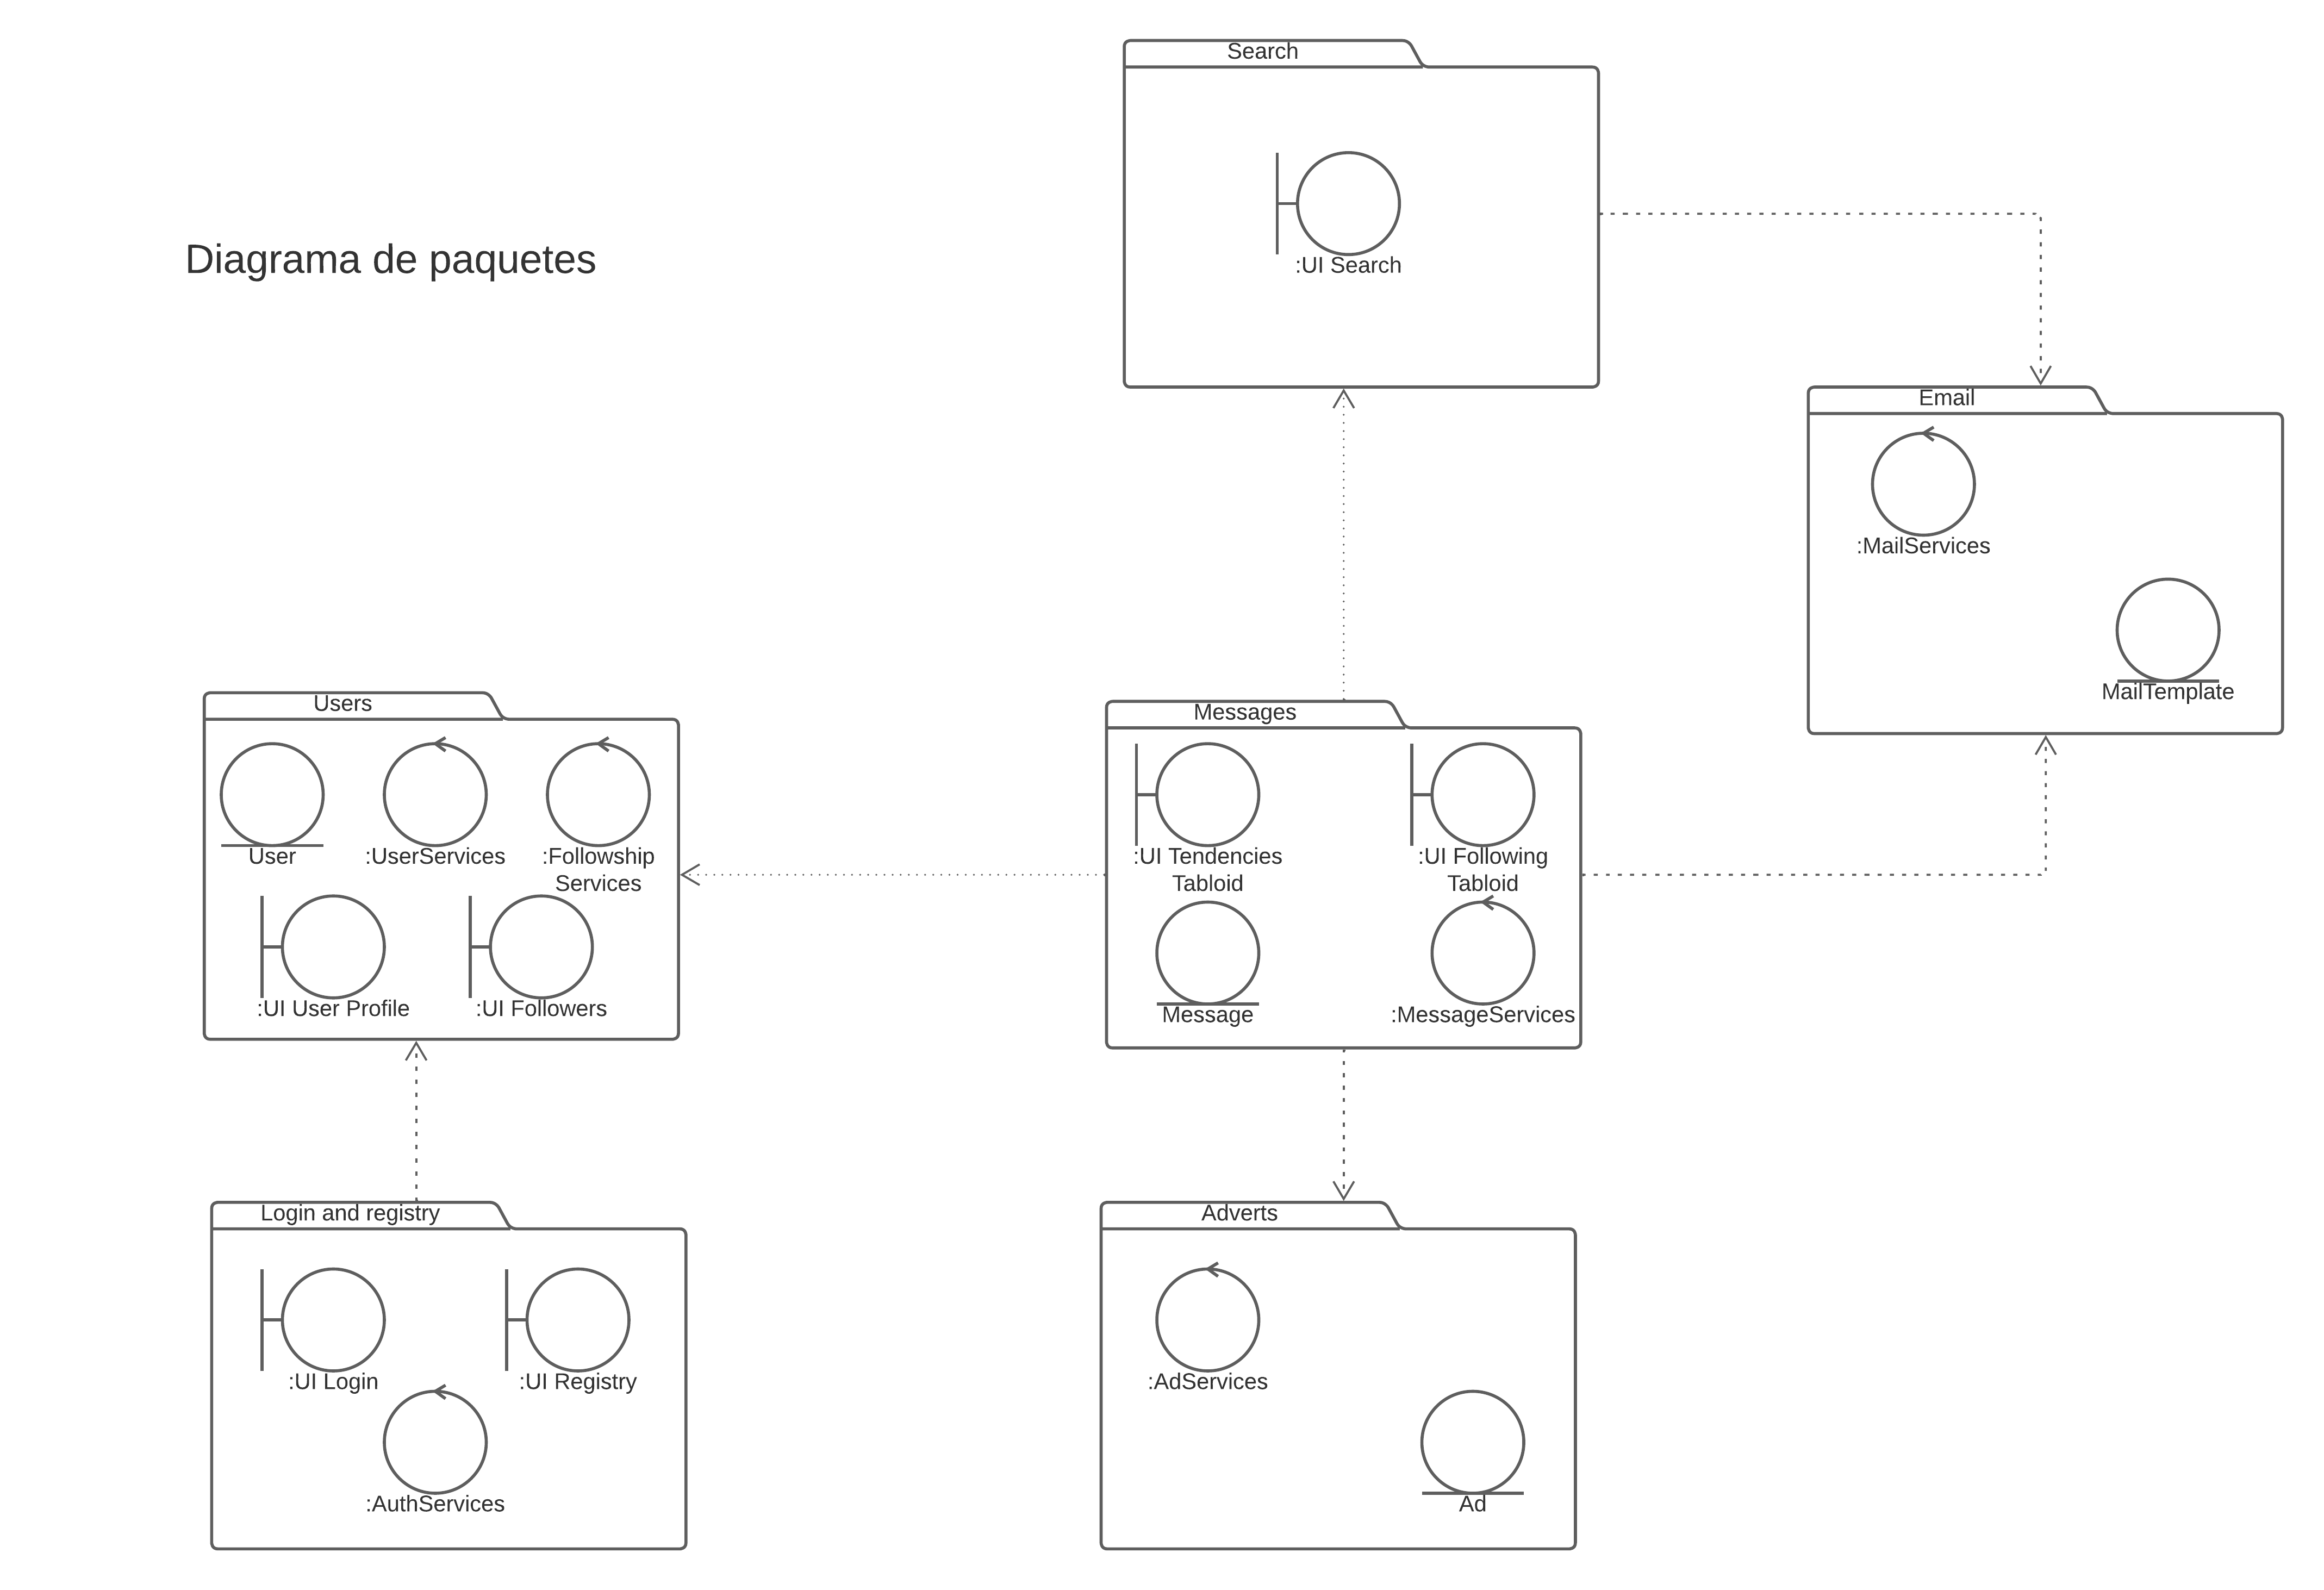 Diagrama de paquetes
Search
:UI Search
Email
:MailServices
MailTemplate
Users
User
:UserServices
:Followship
Services
:UI User Profile
:UI Followers
Messages
:UI Tendencies
Tabloid
:UI Following
Tabloid
Message
:MessageServices
Login and registry
:UI Login
:UI Registry
:AuthServices
Adverts
:AdServices
Ad